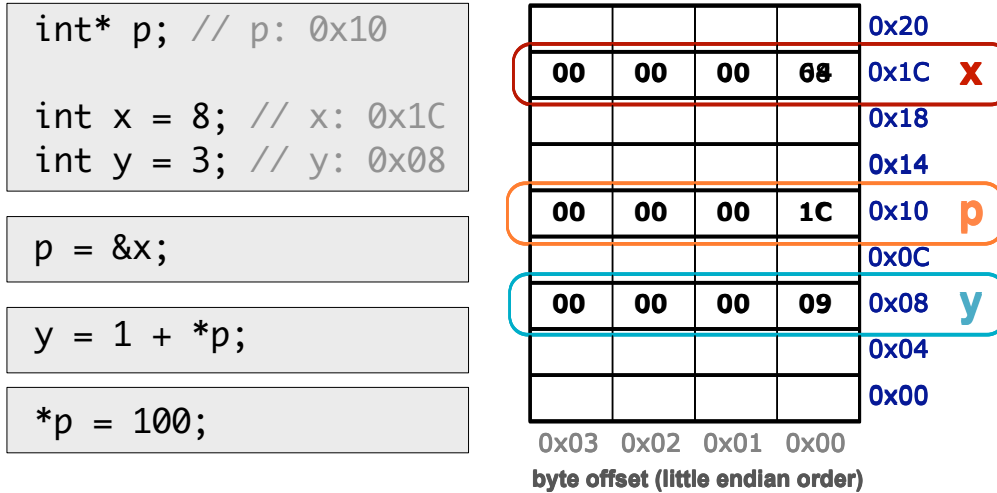 int* p; // p: 0x10
int x = 8; // x: 0x1C
int y = 3; // y: 0x08
p = &x;
y = 1 + *p;
*p = 100;
0x20
00 00 00 0x1C x
0x18
0x14
00 00 00 1C 0x10 p
0x0C
00 00 00 09 0x08 y
0x04
0x00
0x03 0x02 0x01 0x00
byte offset (little endian order)